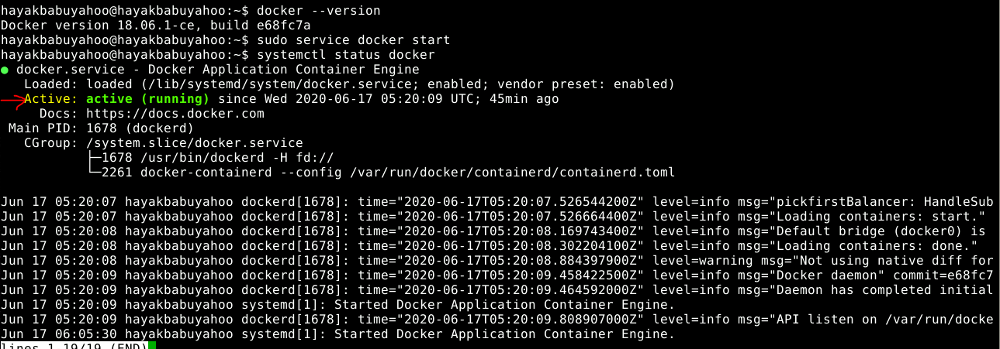 hayakbabuyahoo@hayakbabuyahoo:~$ docker --version
Docker version 18.06.1-ce, build e68fc7a
hayakbabuyahoo@hayakbabuyahoo:~$ sudo service docker start
hayakbabuyahoo@hayakbabuyahoo:~$ systemctl status docker
● docker.service - Docker Application Container Engine
   Loaded: loaded (/lib/systemd/system/docker.service; enabled; vendor preset: enabled)
   Active: active (running) since Wed 2020-06-17 05:20:09 UTC; 45min ago
     Docs: https://docs.docker.com
 Main PID: 1678 (dockerd)
   CGroup: /system.slice/docker.service
           ├─1678 /usr/bin/dockerd -H fd://
           └─2261 docker-containerd --config /var/run/docker/containerd/containerd.toml
Jun 17 05:20:07 hayakbabuyahoo dockerd[1678]: time="2020-06-17T05:20:07.526544200Z" level=info msg="pickfirstBalancer: HandleSub
Jun 17 05:20:07 hayakbabuyahoo dockerd[1678]: time="2020-06-17T05:20:07.526664400Z" level=info msg="Loading containers: start."
Jun 17 05:20:08 hayakbabuyahoo dockerd[1678]: time="2020-06-17T05:20:08.169743400Z" level=info msg="Default bridge (docker0) is
Jun 17 05:20:08 hayakbabuyahoo dockerd[1678]: time="2020-06-17T05:20:08.302204100Z" level=info msg="Loading containers: done."
Jun 17 05:20:08 hayakbabuyahoo dockerd[1678]: time="2020-06-17T05:20:08.884397900Z" level=warning msg="Not using native diff for
Jun 17 05:20:09 hayakbabuyahoo dockerd[1678]: time="2020-06-17T05:20:09.458422500Z" level=info msg="Docker daemon" commit=e68fc7
Jun 17 05:20:09 hayakbabuyahoo dockerd[1678]: time="2020-06-17T05:20:09.464592000Z" level=info msg="Daemon has completed initial
Jun 17 05:20:09 hayakbabuyahoo systemd[1]: Started Docker Application Container Engine.
Jun 17 05:20:09 hayakbabuyahoo dockerd[1678]: time="2020-06-17T05:20:09.808907000Z" level=info msg="API listen on /var/run/docke
Jun 17 06:05:30 hayakbabuyahoo systemd[1]: Started Docker Application Container Engine.
lines 1-19/19 (END)